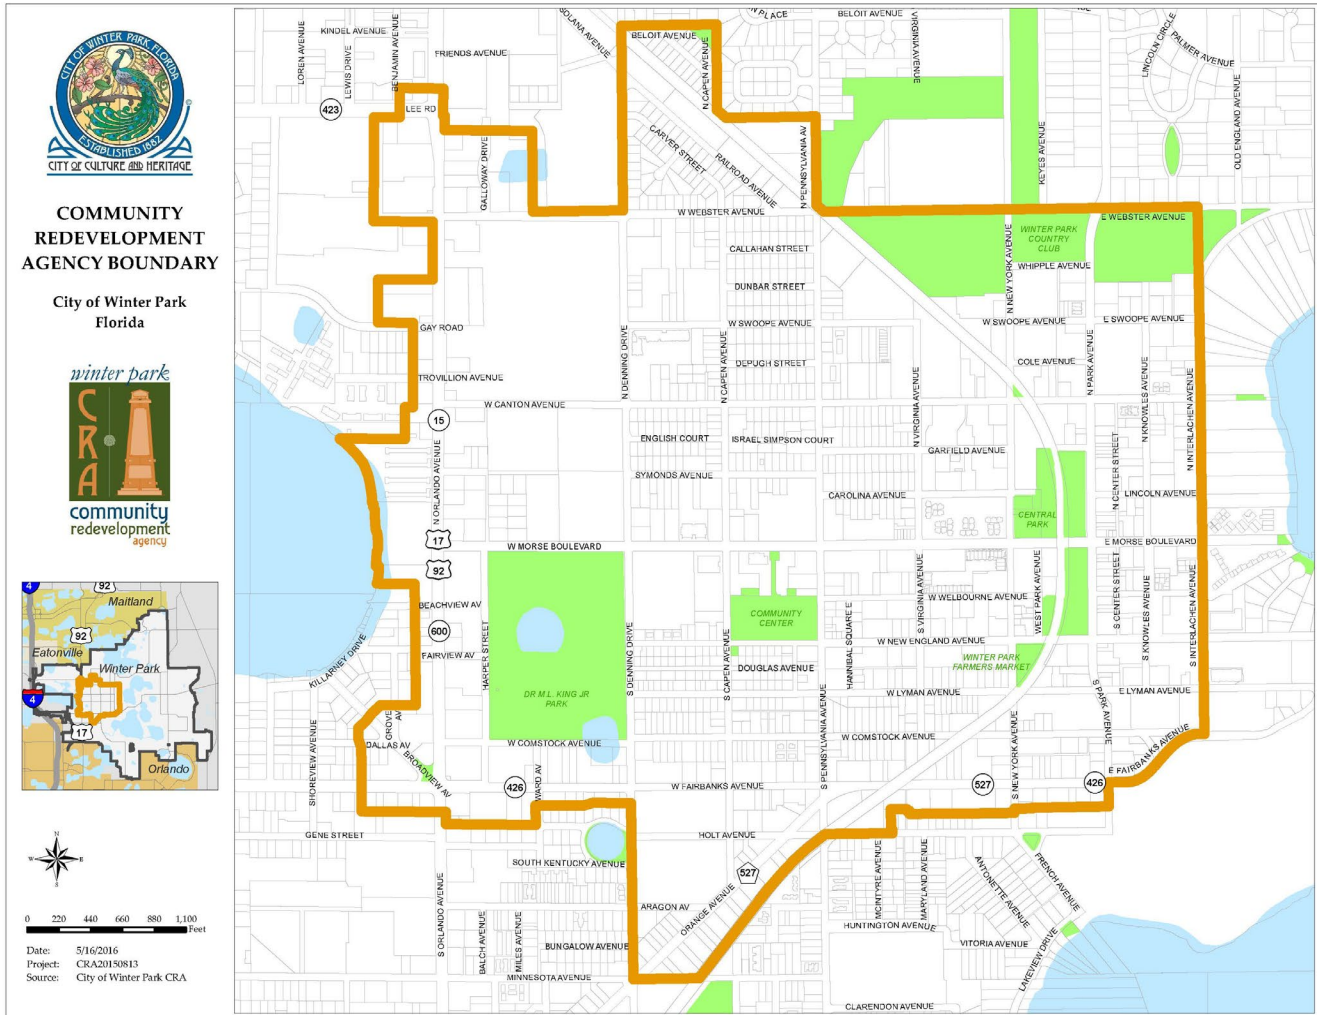 CITY OF WINTER PARK, FLORIDA
ESTABLISHED 1882
CITY OF CULTURE AND HERITAGE
COMMUNITY
REDEVELOPMENT
AGENCY BOUNDARY
City of Winter Park
Florida
winter park
CRA
community
redevelopment
agency
4
92
Maitland
92
Eatonville
Winter Park
4
17
Orlando
N
W
E
S
0 220 440 660 880 1,100
Feet
Date: 5/16/2016
Project: CRA20150813
Source: City of Winter Park CRA
KINDEL AVENUE
LOREN AVENUE
LEWIS DRIVE
BENJAMIN AVENUE
FRIENDS AVENUE
SOLANA AVENUE
BELOIT AVENUE
N PLACE
BELOIT AVENUE
VIRGINIA AVENUE
LINCOLN CIRCLE
PALMER AVENUE
OLD ENGLAND AVENUE
KEYES AVENUE
423
LEE RD
GALLOWAY DRIVE
N CAPEN AVENUE
CARVER STREET
RAILROAD AVENUE
N PENNSYLVANIA AV
W WEBSTER AVENUE
E WEBSTER AVENUE
WINTER PARK
COUNTRY
CLUB
N NEW YORK AVENUE
CALLAHAN STREET
WHIPPLE AVENUE
DUNBAR STREET
GAY ROAD
W SWOOPE AVENUE
W SWOOPE AVENUE
E SWOOPE AVENUE
N DENNING DRIVE
N CAPEN AVENUE
DEPUGH STREET
COLE AVENUE
N PARK AVENUE
TROVILLION AVENUE
W CANTON AVENUE
N VIRGINIA AVENUE
N KNOWLES AVENUE
N INTERLACHEN AVENUE
15
N ORLANDO AVENUE
ENGLISH COURT
ISRAEL SIMPSON COURT
GARFIELD AVENUE
SYMONDS AVENUE
CAROLINA AVENUE
N CENTER STREET
LINCOLN AVENUE
CENTRAL
PARK
17
W MORSE BOULEVARD
E MORSE BOULEVARD
92
BEACHVIEW AV
600
FAIRVIEW AV
KILLARNEY DRIVE
HARPER STREET
DR M L. KING JR
PARK
S DENNING DRIVE
COMMUNITY
CENTER
S CAPEN AVENUE
DOUGLAS AVENUE
HANNIBAL SQUARE E
S VIRGINIA AVENUE
W WELBOURNE AVENUE
W NEW ENGLAND AVENUE
WEST PARK AVENUE
WINTER PARK
FARMERS MARKET
S CENTER STREET
S KNOWLES AVENUE
S INTERLACHEN AVENUE
W LYMAN AVENUE
E LYMAN AVENUE
GROVE
AV
DALLAS AV
BROADVIEW AV
SHOREVIEW AVENUE
W COMSTOCK AVENUE
W COMSTOCK AVENUE
S PENNSYLVANIA AVENUE
S NEW YORK AVENUE
S PARK AVENUE
E FAIRBANKS AVENUE
426
WARD AV
W FAIRBANKS AVENUE
527
426
GENE STREET
HOLT AVENUE
SOUTH KENTUCKY AVENUE
527
ORANGE AVENUE
ARAGON AV
S ORLANDO AVENUE
BALCH AVENUE
MILES AVENUE
BUNGALOW AVENUE
MINNESOTA AVENUE
MCINTYRE AVENUE
MARYLAND AVENUE
ANTONETTE AVENUE
FRENCH AVENUE
HUNTINGTON AVENUE
VITORIA AVENUE
LAKEVIEW DRIVE
CLARENDON AVENUE